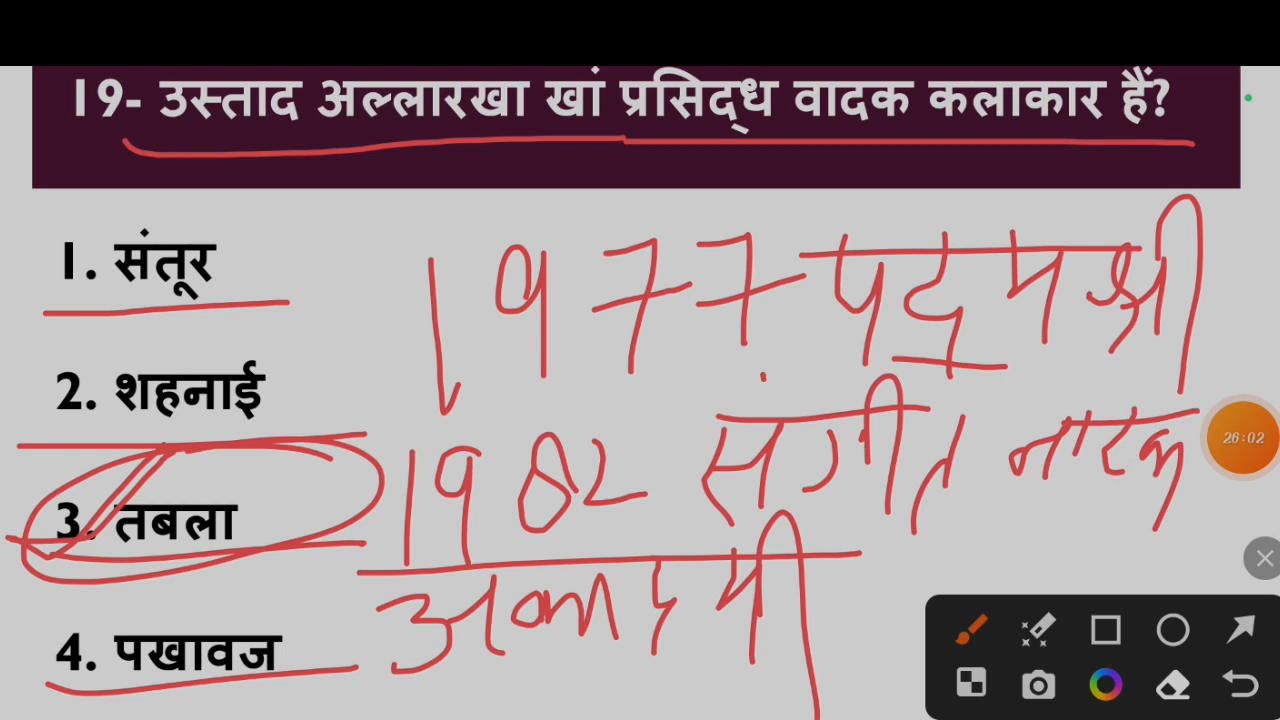 19- उस्ताद अल्लारखा खां प्रसिद्ध वादक कलाकार हैं?
1. संतूर
1977 पद्मश्री
2. शहनाई
1982 संगीत नाटक
3. तबला
अकादमी
4. पखावज
26:02